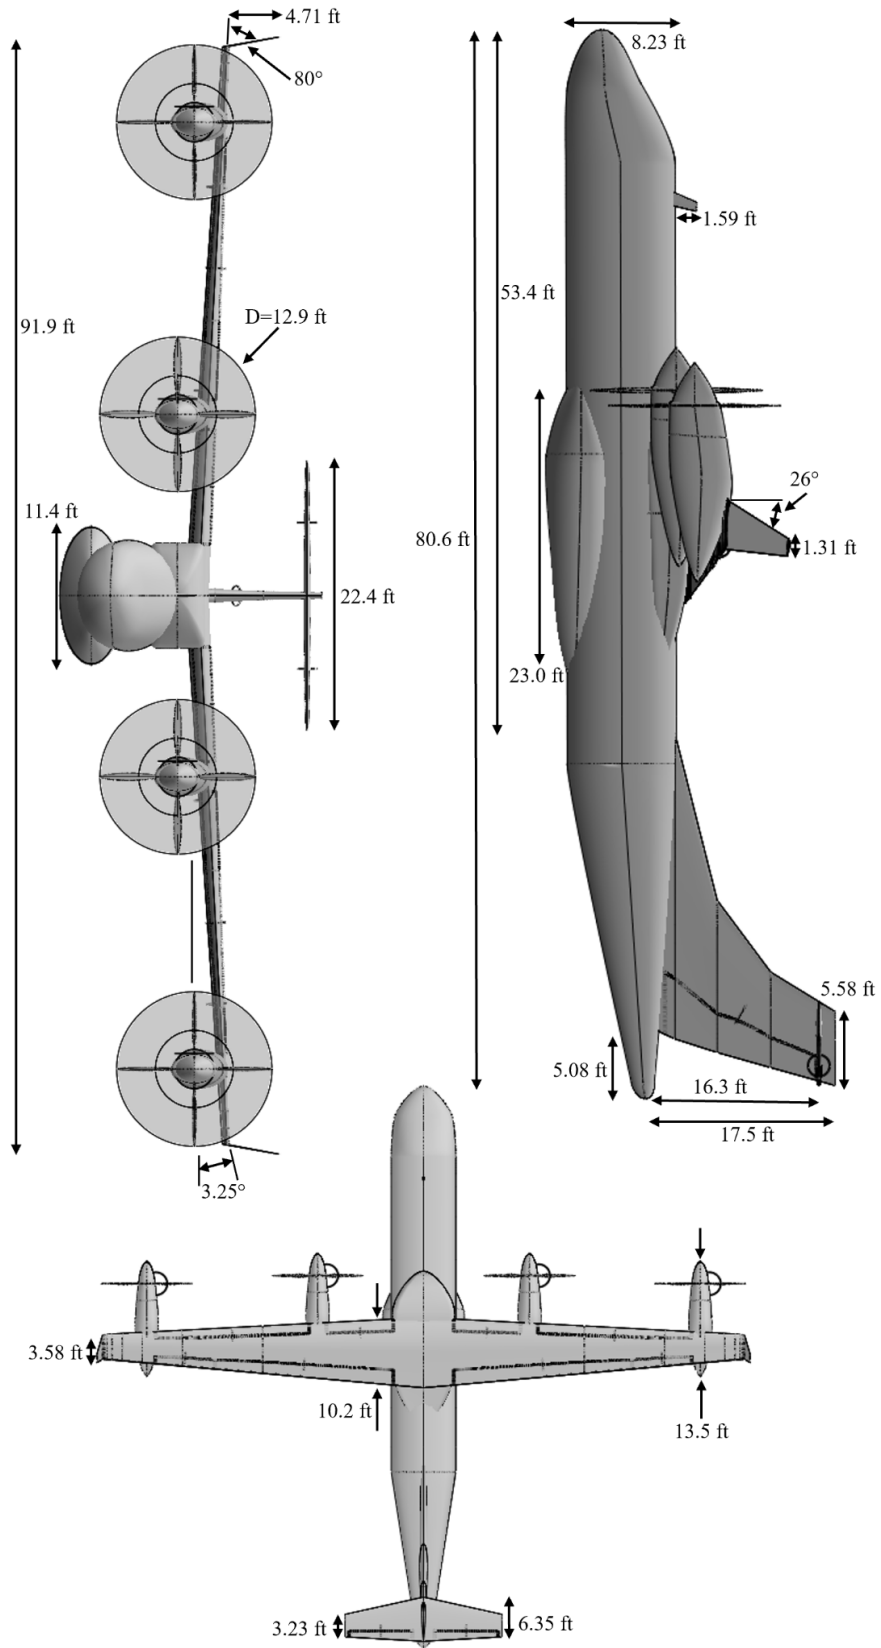 4.71 ft
80°
8.23 ft
1.59 ft
53.4 ft
D=12.9 ft
91.9 ft
26°
11.4 ft
80.6 ft
1.31 ft
22.4 ft
23.0 ft
5.58 ft
5.08 ft
16.3 ft
17.5 ft
3.25°
3.58 ft
10.2 ft
13.5 ft
3.23 ft
6.35 ft